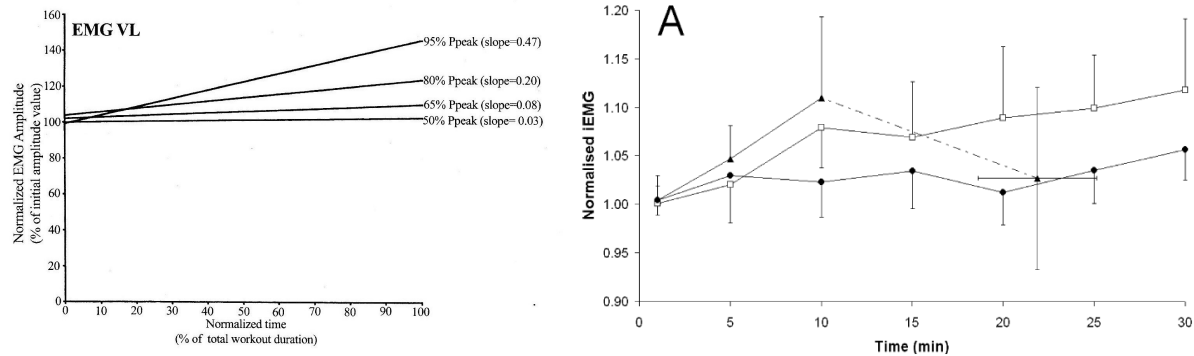 EMG VL
Normalized EMG Amplitude
(% of initial amplitude value)
160
140
120
100
80
60
40
20
0
95% Ppeak (slope=0.47)
80% Ppeak (slope=0.20)
65% Ppeak (slope=0.08)
50% Ppeak (slope= 0.03)
0 10 20 30 40 50 60 70 80 90 100
Normalized time
(% of total workout duration)
A
Normalised iEMG
1.20
1.15
1.10
1.05
1.00
0.95
0.90
0 5 10 15 20 25 30
Time (min)